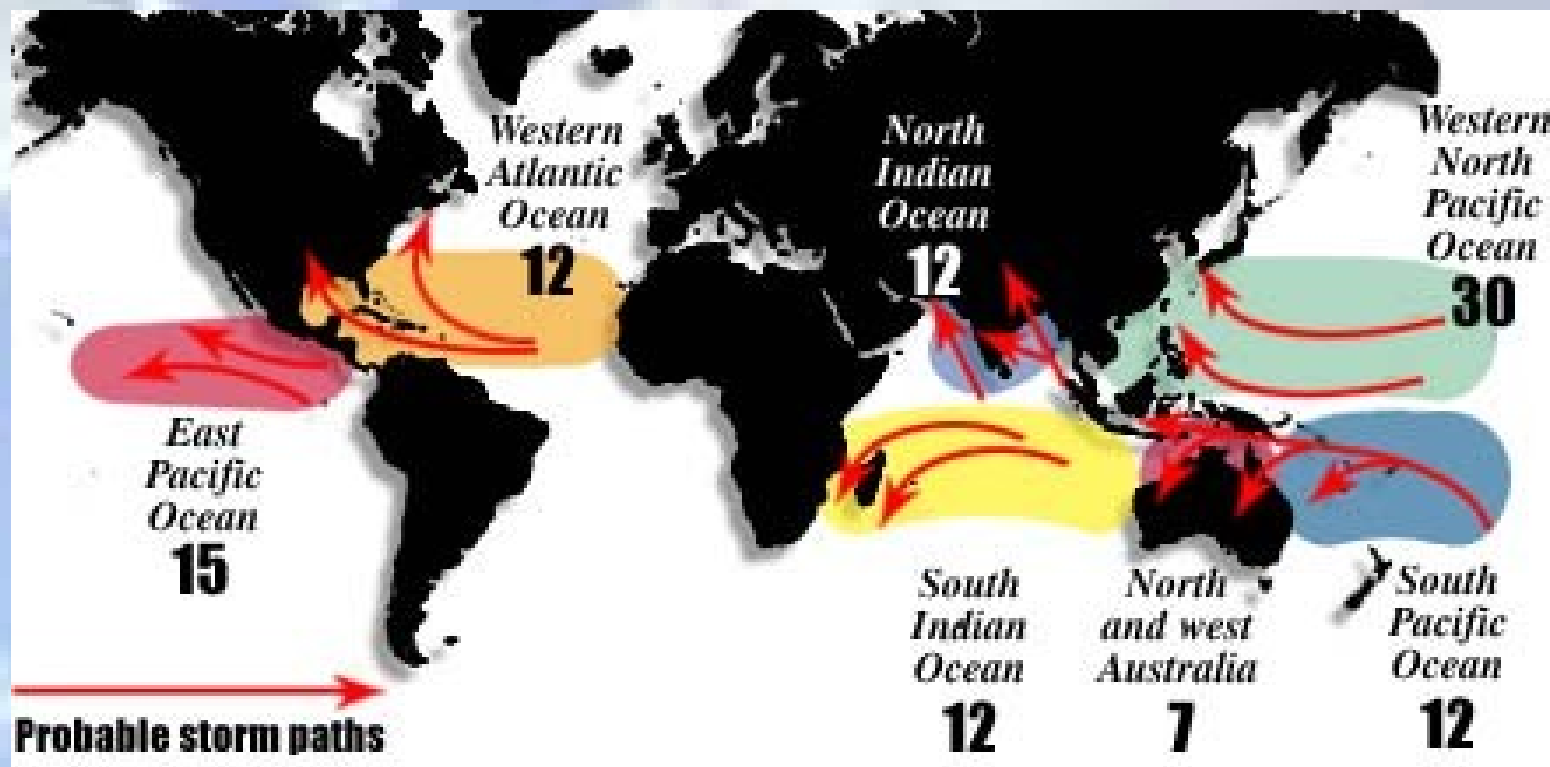 Western
Atlantic
Ocean
12
North
Indian
Ocean
12
Western
North
Pacific
Ocean
30
East
Pacific
Ocean
15
South
Indian
Ocean
12
North
and west
Australia
7
South
Pacific
Ocean
12
Probable storm paths